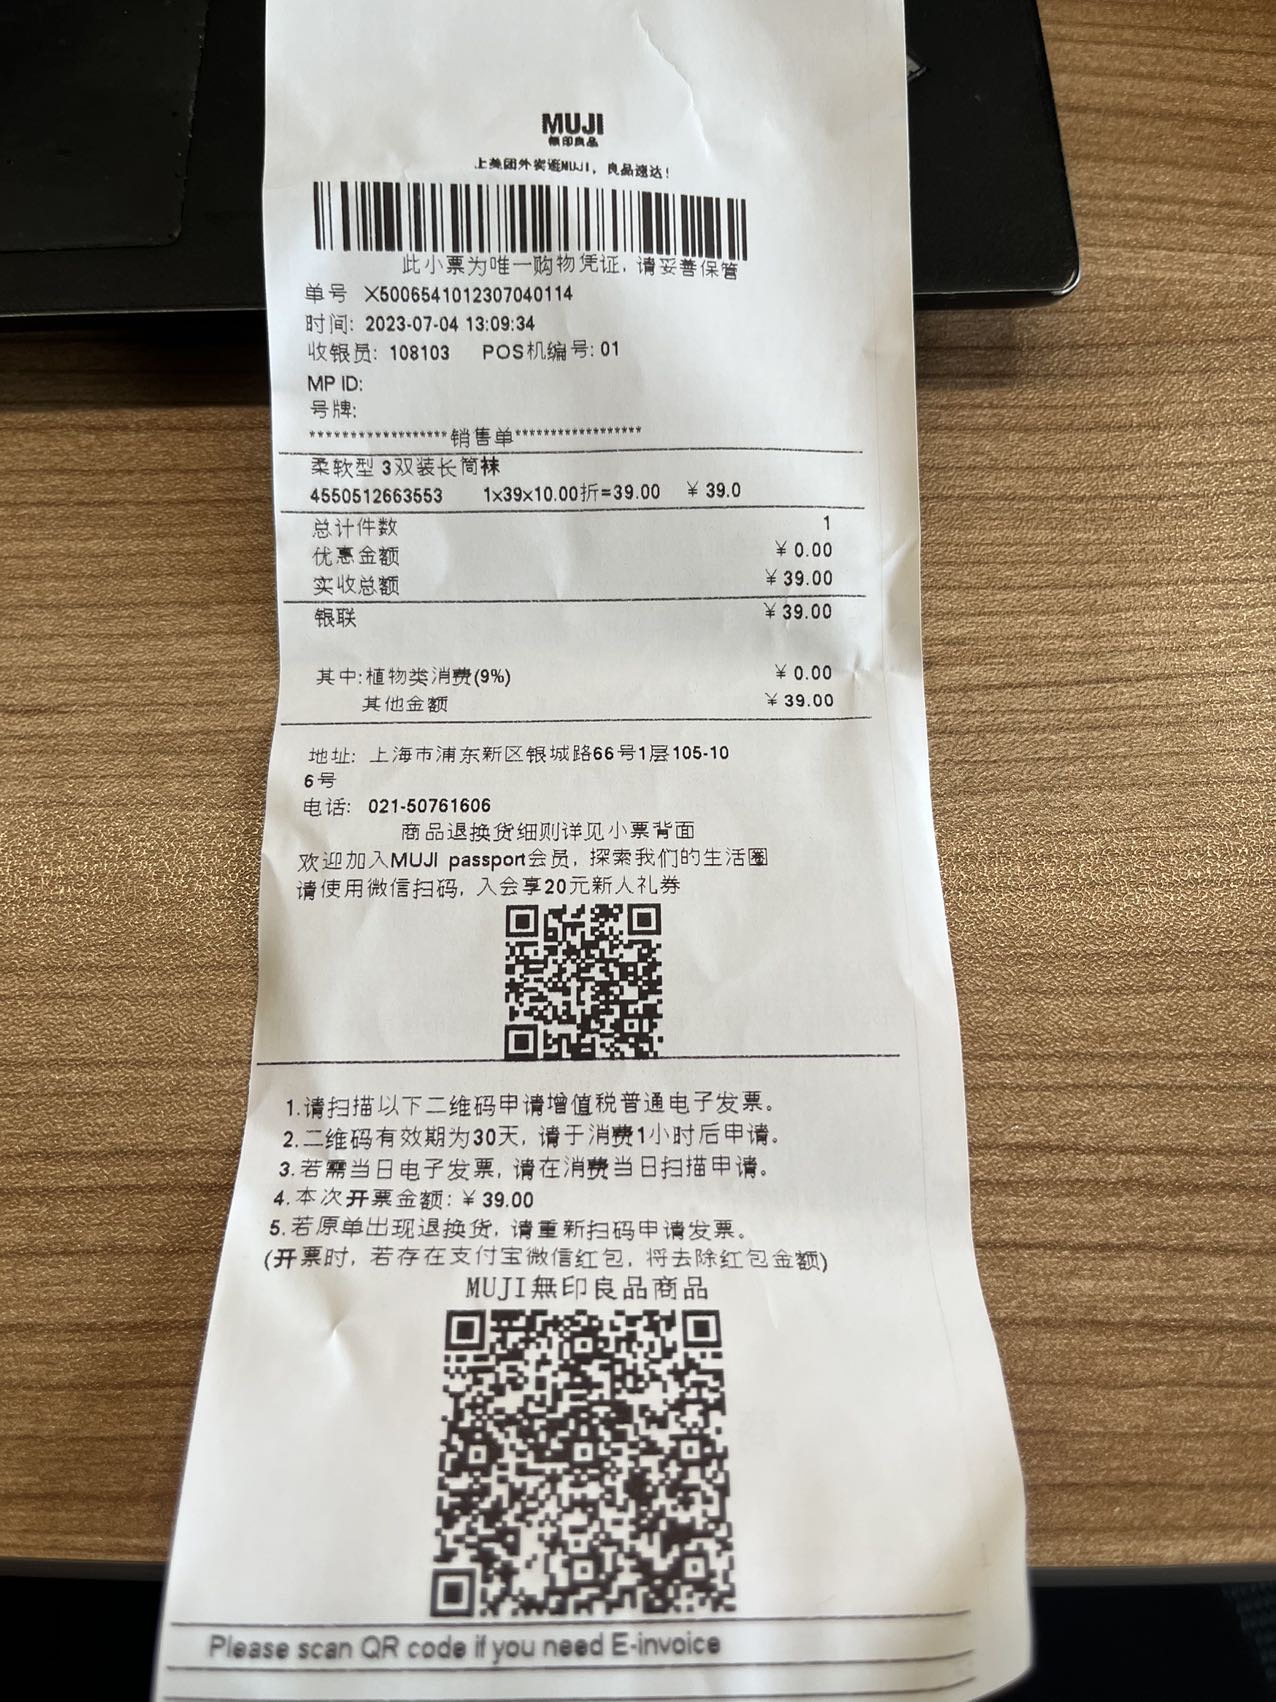 MUJI
無印良品
上美团外卖逛MUJI，良品速达！
此小票为唯一购物凭证，请妥善保管
单号 X5006541012307040114
时间：2023-07-04 13:09:34
收银员：108103 POS机编号：01
MP ID:
号牌:
*****************销售单*****************
柔软型 3双装长筒袜
4550512663553 1x39x10.00折=39.00 ￥39.0
总计件数 1
优惠金额 ￥0.00
实收总额 ￥39.00
银联 ￥39.00
其中:植物类消费(9%) ￥0.00
其他金额 ￥39.00
地址：上海市浦东新区银城路66号1层105-10
6号
电话：021-50761606
商品退换货细则详见小票背面
欢迎加入MUJI passport会员，探索我们的生活圈
请使用微信扫码，入会享20元新人礼券
1.请扫描以下二维码申请增值税普通电子发票。
2.二维码有效期为30天，请于消费1小时后申请。
3.若需当日电子发票，请在消费当日扫描申请。
4.本次开票金额：￥39.00
5.若原单出现退换货，请重新扫码申请发票。
(开票时，若存在支付宝微信红包，将去除红包金额)
MUJI無印良品商品
Please scan QR code if you need E-invoice